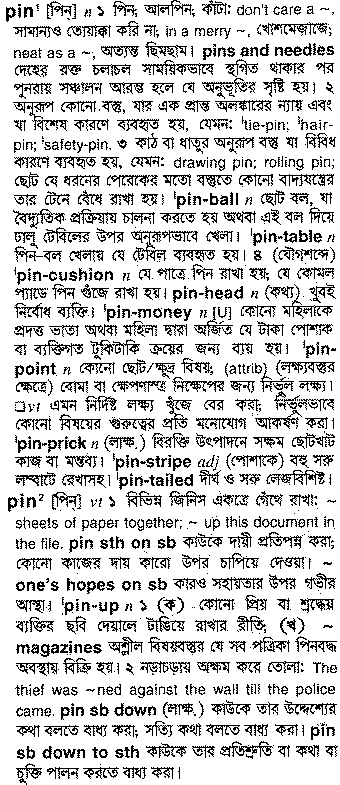 pin¹ [পিন্] n ১ পিন; আলপিন; কাঁটা: don't care a ~,
সামান্যও তোয়াক্কা করি না; in a merry ~, খোশমেজাজে;
neat as a ~, অত্যন্ত ছিমছাম। pins and needles
দেহের রক্ত চলাচল সাময়িকভাবে স্থগিত থাকার পর
পুনরায় সঞ্চালন আরম্ভ হলে যে অনুভূতির সৃষ্টি হয়। ২
অনুরূপ কোনো বস্তু, যার এক প্রান্ত অলঙ্কারের ন্যায় এবং
যা বিশেষ কারণে ব্যবহৃত হয়, যেমন: ˈtie-pin; ˈhair-
pin; ˈsafety-pin. ৩ কাঠ বা ধাতুর অনুরূপ বস্তু যা বিবিধ
কারণে ব্যবহৃত হয়, যেমন: drawing pin; rolling pin;
ছোট যে ধরনের পেরেকের মতো বস্তুতে কোনো বাদ্যযন্ত্রের
তার টেনে বেঁধে রাখা হয়। ˈpin-ball n ছোট বল, যা
বৈদ্যুতিক প্রক্রিয়ায় চালনা করতে হয় অথবা এই বল দিয়ে
ঢালু টেবিলের উপর অনুরূপভাবে খেলা। ˈpin-table n
পিন–বল খেলায় যে টেবিল ব্যবহৃত হয়। ৪ (যৌগশব্দে)
ˈpin-cushion n যে পাত্রে পিন রাখা হয়; যে কোমল
প্যাডে পিন গুঁজে রাখা হয়। pin-head n (কথ্য) খুবই
নির্বোধ ব্যক্তি। ˈpin-money n [U] কোনো মহিলাকে
প্রদত্ত ভাতা অথবা মহিলা দ্বারা অর্জিত যে টাকা পোশাক
বা ব্যক্তিগত টুকিটাকি ক্রয়ের জন্য ব্যয় হয়। ˈpin-
point n কোনো ছোট/ক্ষুদ্র বিষয়; (attrib) (লক্ষ্যবস্তুর
ক্ষেত্রে) বোমা বা ক্ষেপণাস্ত্র নিক্ষেপের জন্য নির্ভুল লক্ষ্য।
□vt এমন নির্দিষ্ট লক্ষ্য খুঁজে বের করা; নির্ভুলভাবে
কোনো বিষয়ের গুরুত্বের প্রতি মনোযোগ আকর্ষণ করা।
ˈpin-prick n (লাক্ষ.) বিরক্তি উৎপাদনে সক্ষম ছোটখাট
কাজ বা মন্তব্য। ˈpin-stripe adj (পোশাকে) বহু সরু
লম্বাটে রেখাসহ। ˈpin-tailed দীর্ঘ ও সরু লেজবিশিষ্ট।
pin² [পিন্] vt ১ বিভিন্ন জিনিস একত্রে গেঁথে রাখা: ~
sheets of paper together; ~ up this document in
the file. pin sth on sb কাউকে দায়ী প্রতিপন্ন করা;
কোনো কাজের দায় কারো উপর চাপিয়ে দেওয়া। ~
one's hopes on sb কারও সহায়তার উপর গভীর
আস্থা। ˈpin-up n ১ (ক) কোনো প্রিয় বা শ্রদ্ধেয়
ব্যক্তির ছবি দেয়ালে টাঙিয়ে রাখার রীতি; (খ) ~
magazines অশ্লীল বিষয়বস্তুর যে সব পত্রিকা পিনবদ্ধ
অবস্থায় বিক্রি হয়। ২ নড়াচড়ায় অক্ষম করে তোলা: The
thief was ~ned against the wall till the police
came. pin sb down (লাক্ষ.) কাউকে তার উদ্দেশ্যের
কথা বলতে বাধ্য করা; সত্যি কথা বলতে বাধ্য করা। pin
sb down to sth কাউকে তার প্রতিশ্রুতি বা কথা বা
চুক্তি পালন করতে বাধ্য করা।